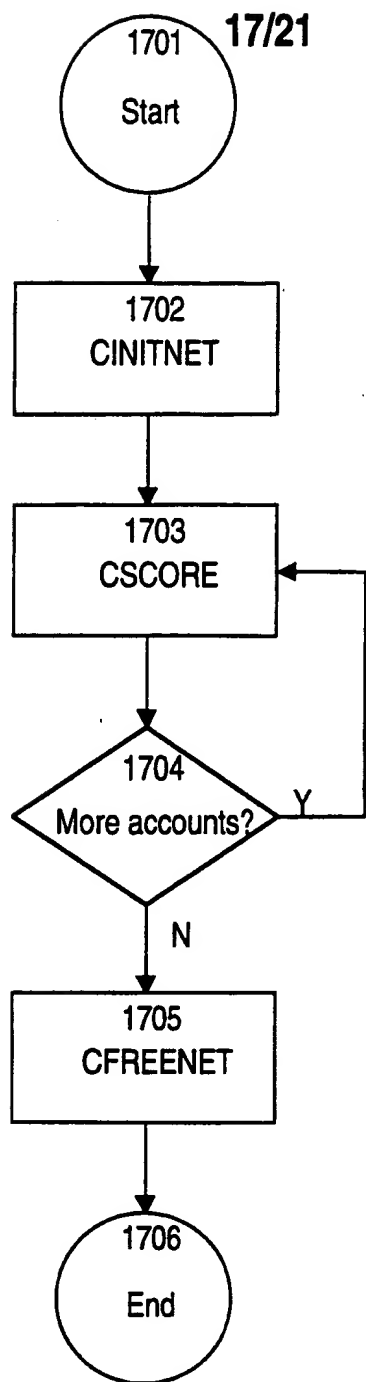 1701
17/21
Start
1702
CINITNET
1703
CSCORE
1704
More accounts?
Y
N
1705
CFREENET
1706
End